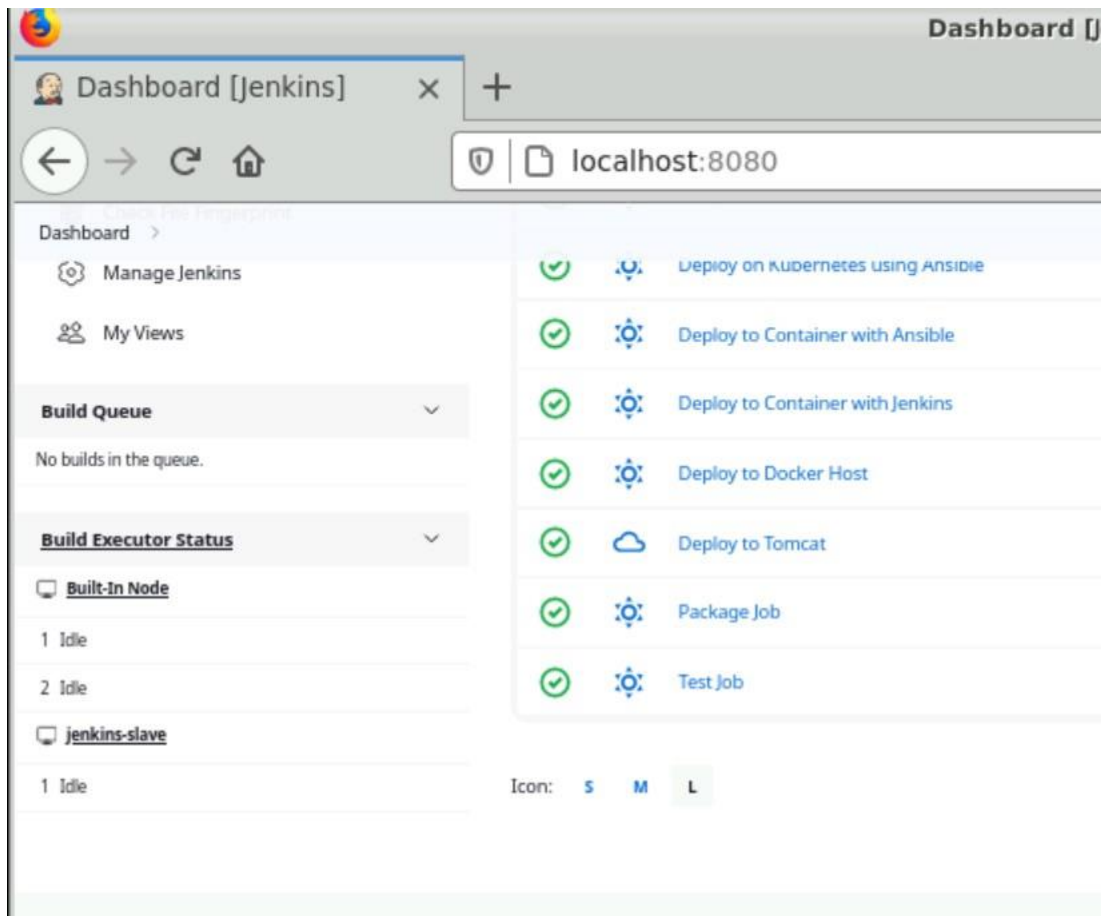 Dashboard [J
Dashboard [Jenkins]
localhost:8080
Check File Fingerprint
Dashboard
Manage Jenkins
My Views
Build Queue
No builds in the queue.
Build Executor Status
Built-In Node
1 Idle
2 Idle
jenkins-slave
1 Idle
Deploy on Kubernetes using Ansible
Deploy to Container with Ansible
Deploy to Container with Jenkins
Deploy to Docker Host
Deploy to Tomcat
Package Job
Test Job
Icon: S M L